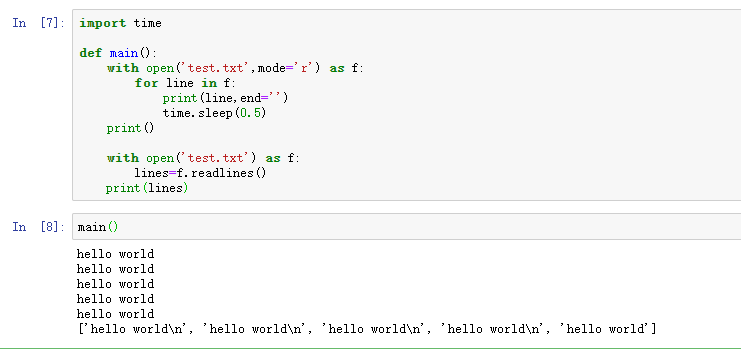 In [7]: import time

def main():
    with open('test.txt',mode='r') as f:
        for line in f:
            print(line,end='')
            time.sleep(0.5)
    print()

    with open('test.txt') as f:
        lines=f.readlines()
    print(lines)
In [8]: main()
hello world
hello world
hello world
hello world
hello world
['hello world\n', 'hello world\n', 'hello world\n', 'hello world\n', 'hello world']